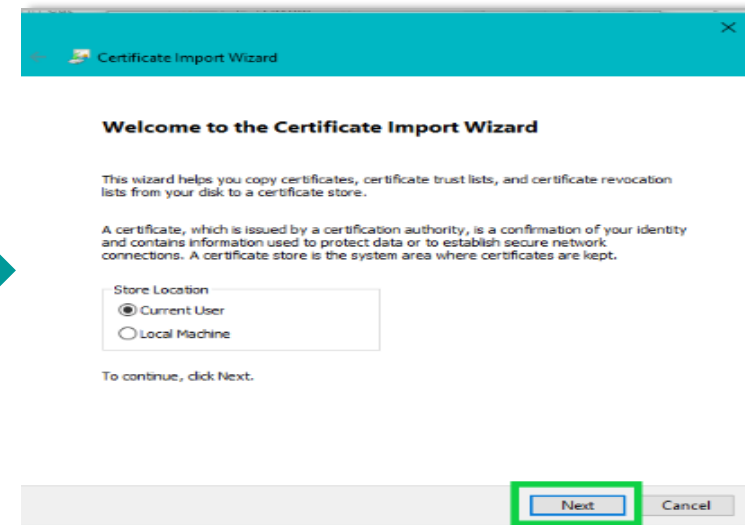 Certificate Import Wizard
Welcome to the Certificate Import Wizard
This wizard helps you copy certificates, certificate trust lists, and certificate revocation
lists from your disk to a certificate store.
A certificate, which is issued by a certification authority, is a confirmation of your identity
and contains information used to protect data or to establish secure network
connections. A certificate store is the system area where certificates are kept.
Store Location
Current User
Local Machine
To continue, click Next.
Next Cancel